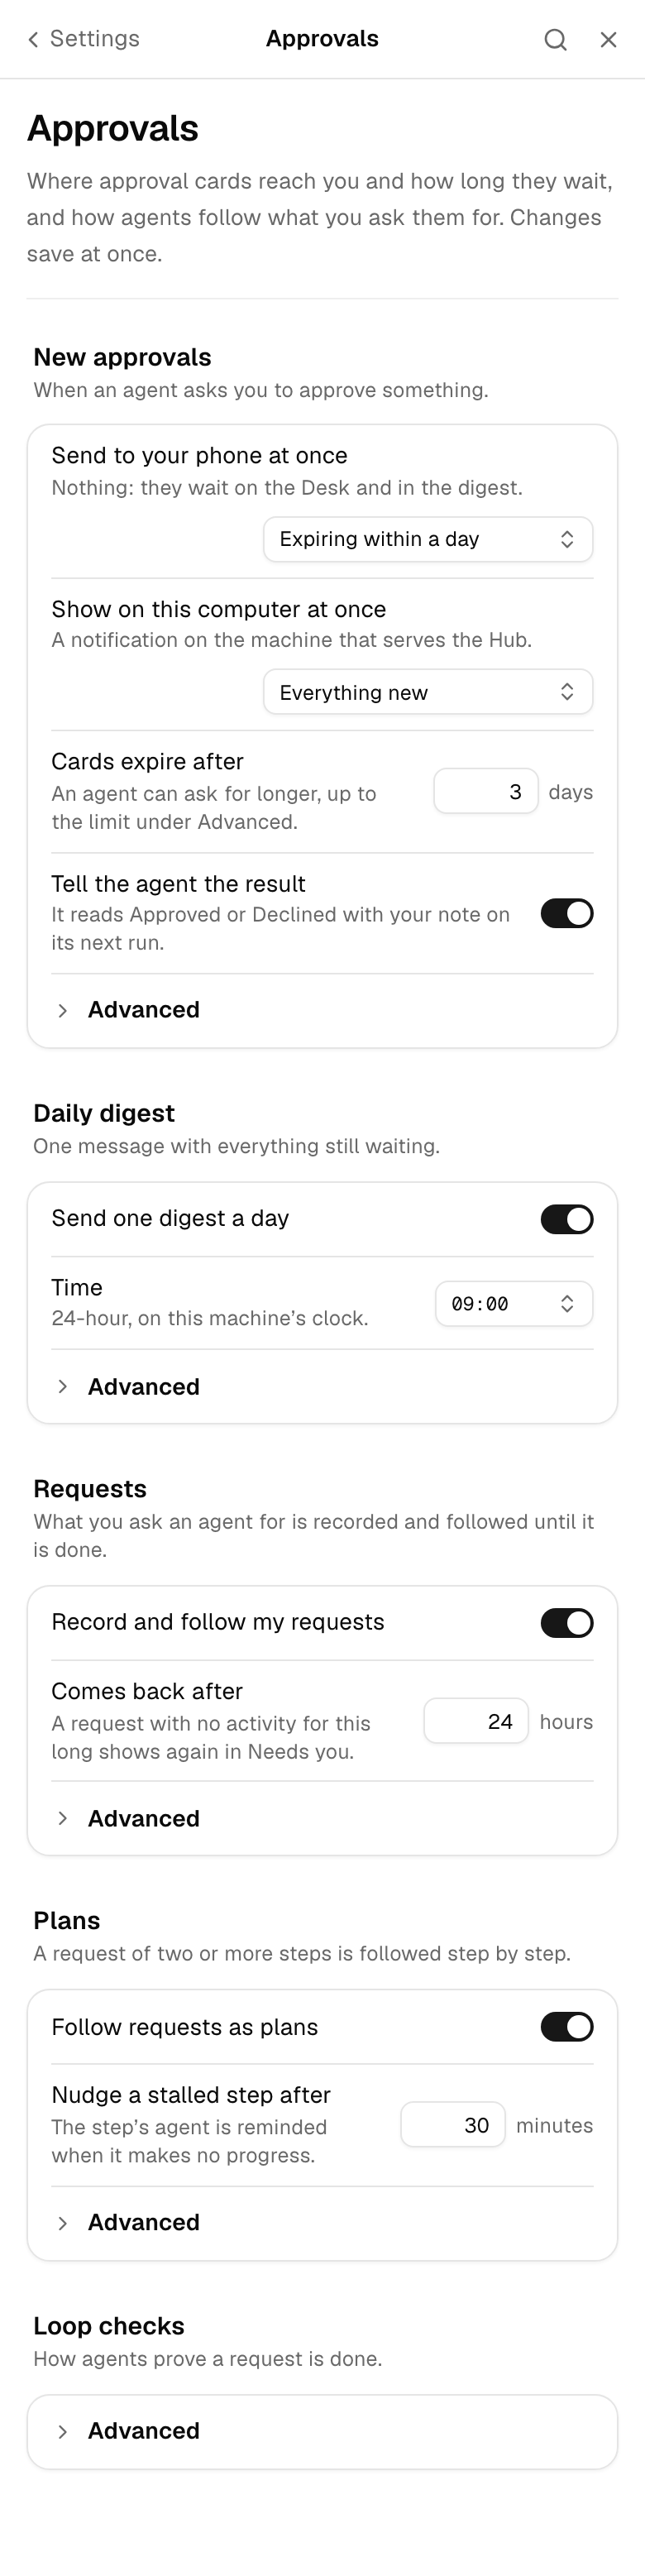 Settings
Approvals
Approvals
Where approval cards reach you and how long they wait,
and how agents follow what you ask them for. Changes
save at once.
New approvals
When an agent asks you to approve something.
Send to your phone at once
Nothing: they wait on the Desk and in the digest.
Expiring within a day
Show on this computer at once
A notification on the machine that serves the Hub.
Everything new
Cards expire after
An agent can ask for longer, up to
the limit under Advanced.
3 days
Tell the agent the result
It reads Approved or Declined with your note on
its next run.
Advanced
Daily digest
One message with everything still waiting.
Send one digest a day
Time
24-hour, on this machine’s clock.
09:00
Advanced
Requests
What you ask an agent for is recorded and followed until it
is done.
Record and follow my requests
Comes back after
A request with no activity for this
long shows again in Needs you.
24 hours
Advanced
Plans
A request of two or more steps is followed step by step.
Follow requests as plans
Nudge a stalled step after
The step’s agent is reminded
when it makes no progress.
30 minutes
Advanced
Loop checks
How agents prove a request is done.
Advanced